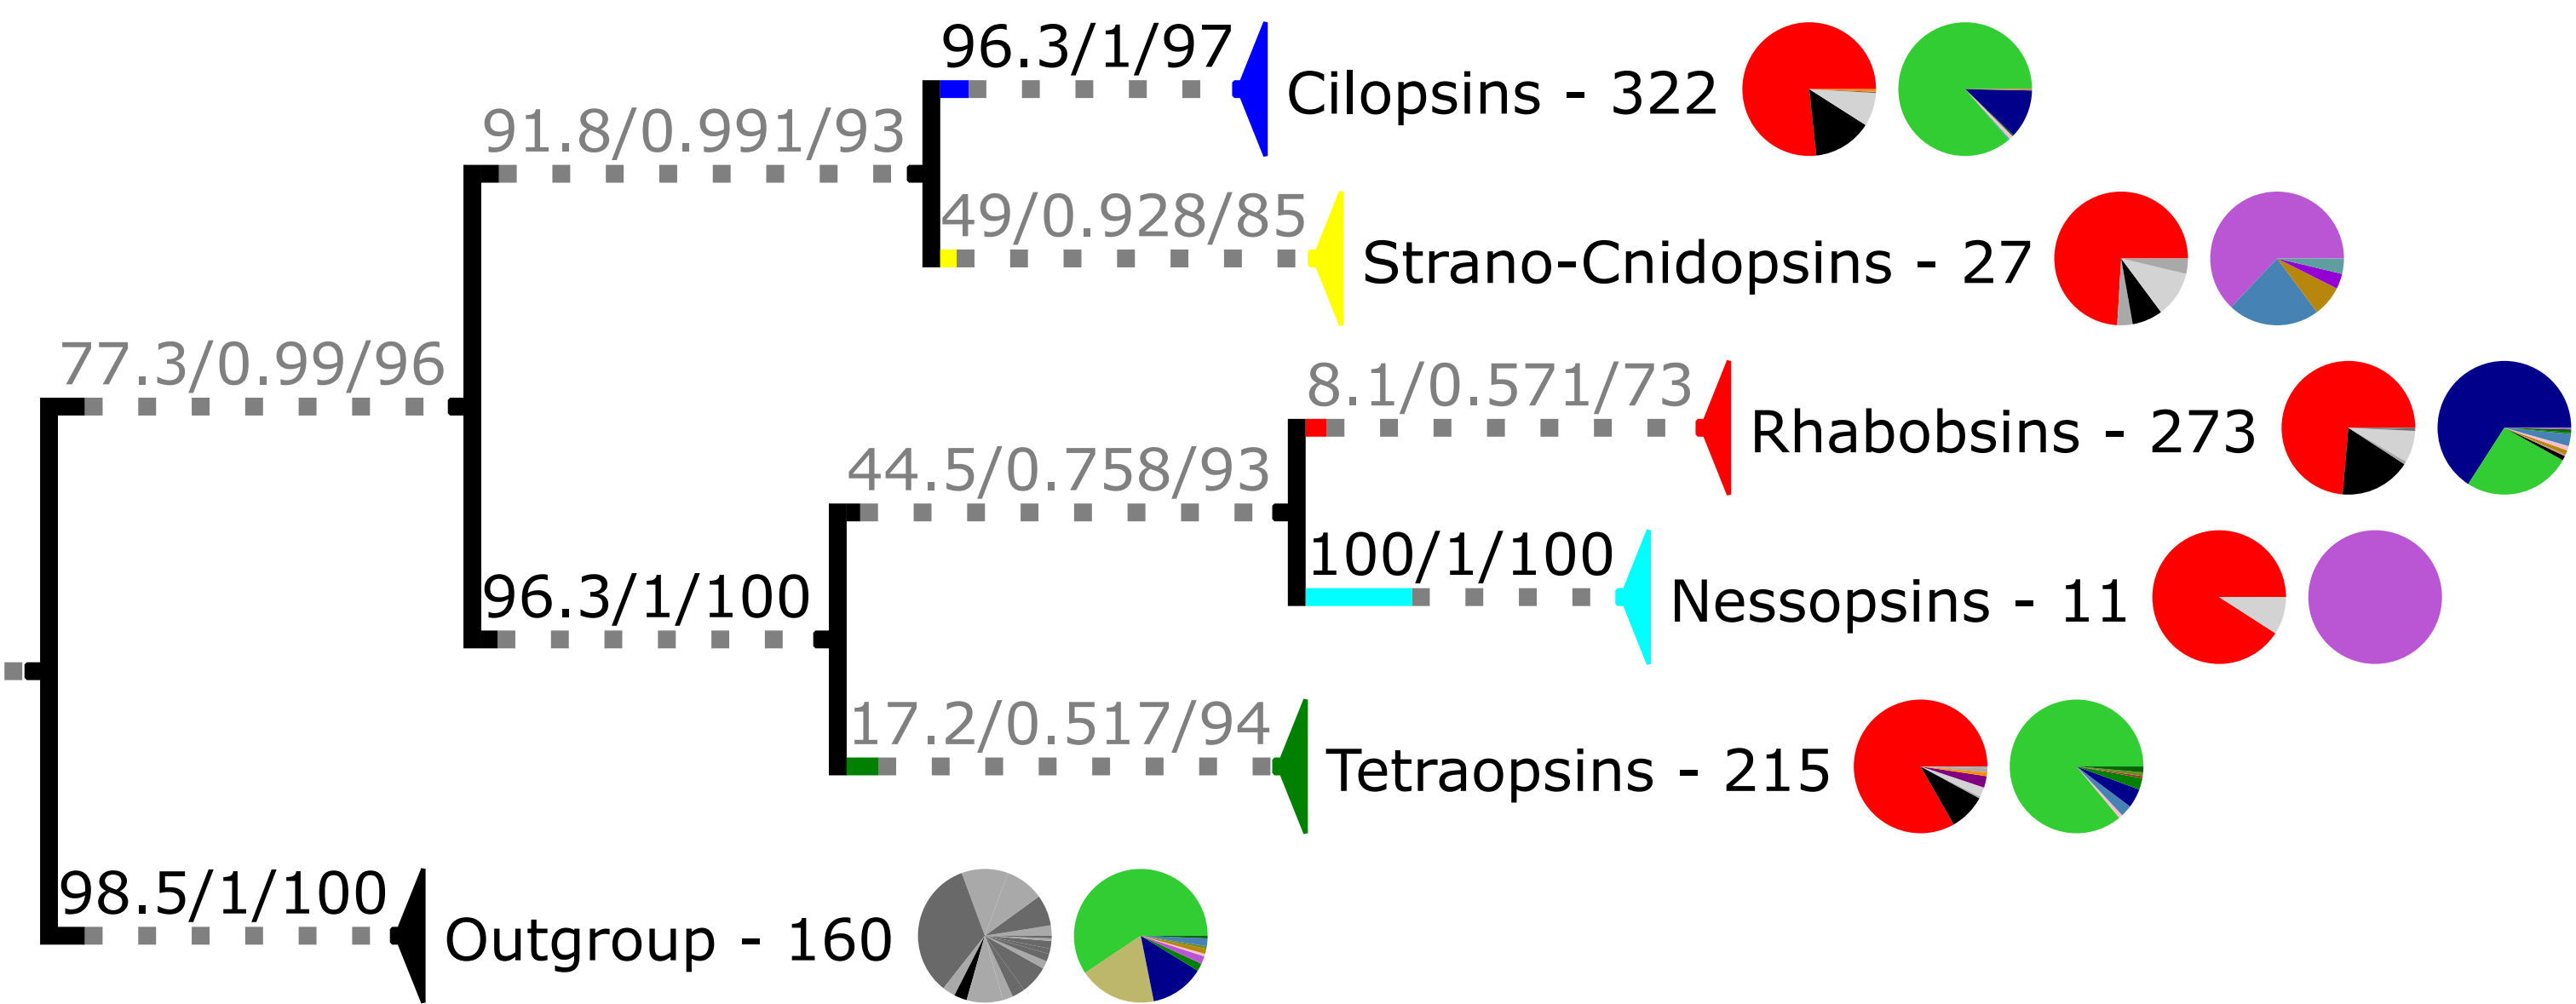 96.3/1/97
Cilopsins - 322
91.8/0.991/93
49/0.928/85
Strano-Cnidopsins - 27
77.3/0.99/96
8.1/0.571/73
Rhabobsins - 273
44.5/0.758/93
100/1/100
96.3/1/100
Nessopsins - 11
17.2/0.517/94
Tetraopsins - 215
98.5/1/100
Outgroup - 160